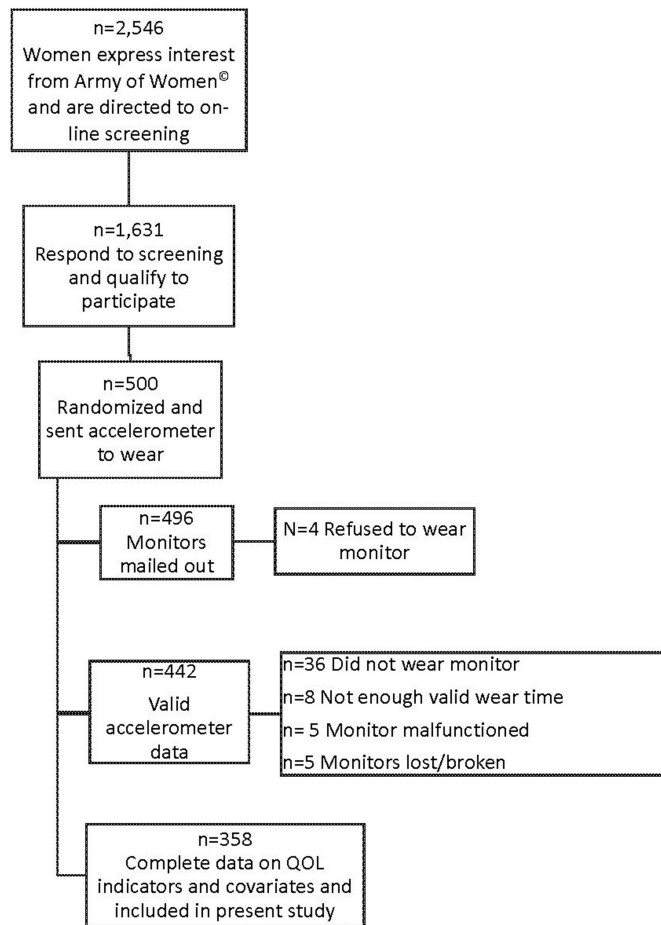 n=2,546
Women express interest
from Army of Women©
and are directed to on-
line screening
n=1,631
Respond to screening
and qualify to
participate
n=500
Randomized and
sent accelerometer
to wear
n=496
Monitors
mailed out
N=4 Refused to wear
monitor
n=442
Valid
accelerometer
data
n=36 Did not wear monitor
n=8 Not enough valid wear time
n= 5 Monitor malfunctioned
n=5 Monitors lost/broken
n=358
Complete data on QOL
indicators and covariates and
included in present study